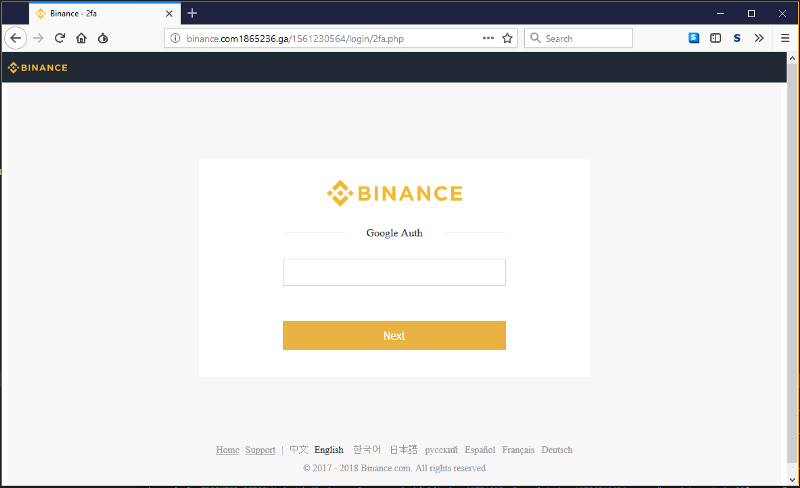 Binance - 2fa
binance.com1865236.ga/1561230564/login/2fa.php
Search
BINANCE
BINANCE
Google Auth
Next
Home Support | 中文 English 한국어 日本語 русский Español Français Deutsch
© 2017 - 2018 Binance.com. All rights reserved